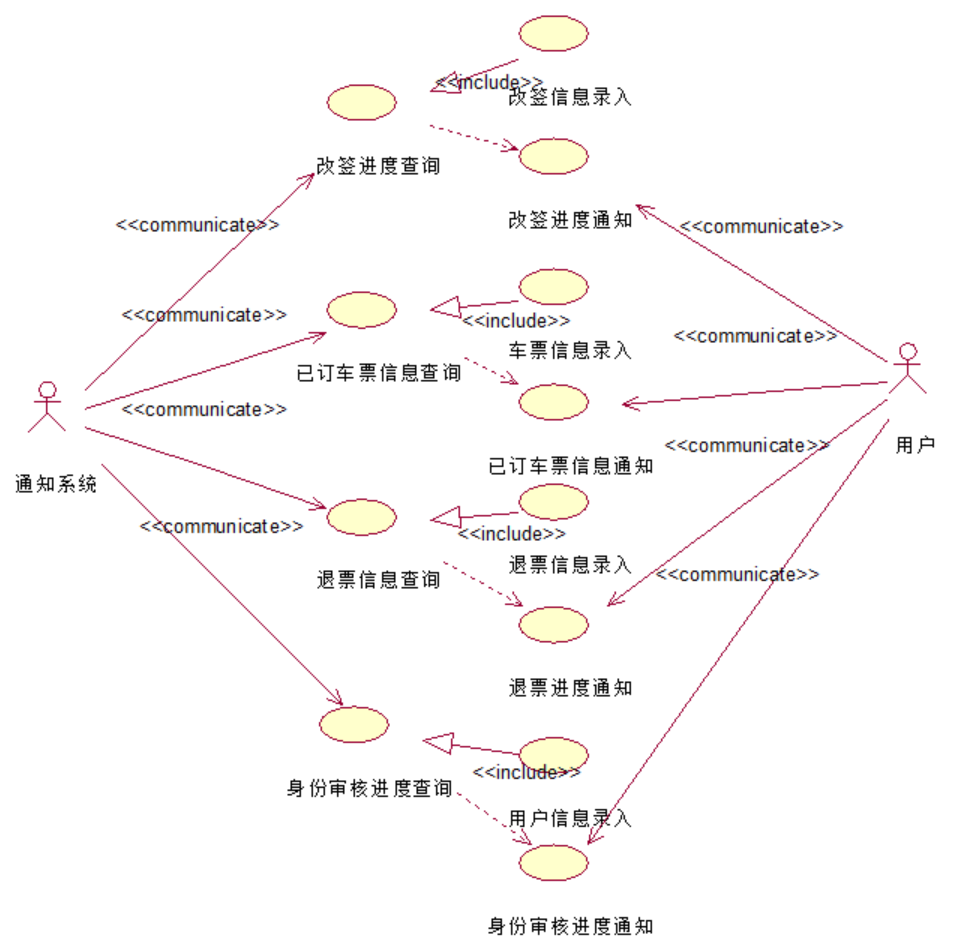 <<include>>
改签信息录入
改签进度查询
改签进度通知
<<communicate>>
<<communicate>>
<<communicate>>
<<include>>
<<communicate>>
车票信息录入
已订车票信息查询
<<communicate>>
<<communicate>>
用户
已订车票信息通知
通知系统
<<communicate>>
<<include>>
退票信息录入
<<communicate>>
退票信息查询
退票进度通知
<<include>>
身份审核进度查询
用户信息录入
身份审核进度通知